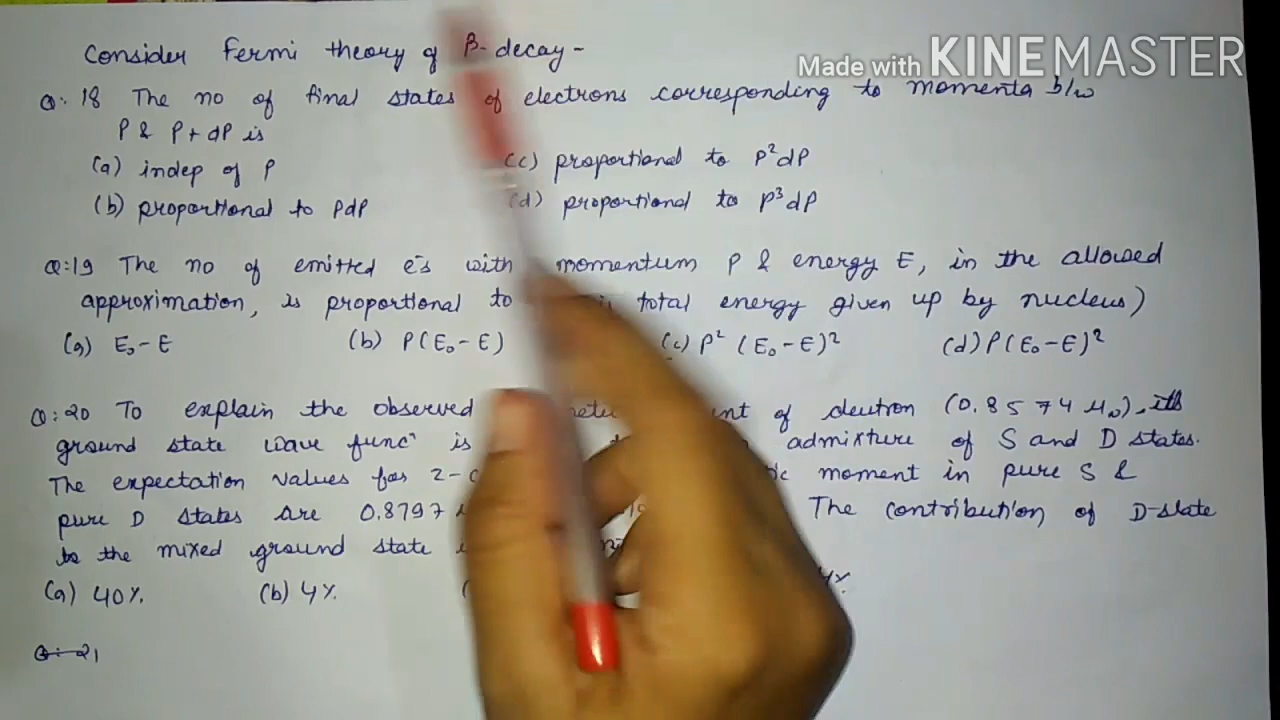 Made with KINEMASTER
Consider Fermi theory of β-decay -
Q: 18 The no of final states of electrons corresponding to momenta b/w
P & P+dP is
(a) indep of P (c) proportional to P²dP
(b) proportional to PdP (d) proportional to P³dP
Q:19 The no of emitted e⁻s with momentum P & energy E, in the allowed
approximation, is proportional to total energy given up by nucleus)
(a) E₀-E (b) P(E₀-E) (c) P² (E₀-E)² (d) P(E₀-E)²
Q:20 To explain the observed of deutron (0.8574 μN), its
ground state wave funcⁿ is admixture of S and D states.
The expectation values for moment in pure S &
pure D states are 0.8797 The contribution of D-state
to the mixed ground state
(a) 40%. (b) 4%.
Q: 21